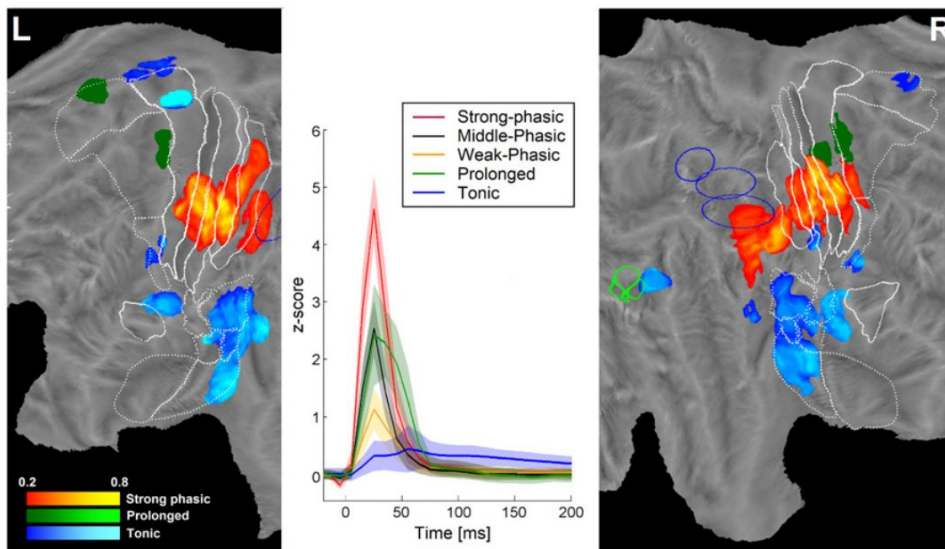 L
R
Strong-phasic
Middle-Phasic
Weak-Phasic
Prolonged
Tonic
6
5
4
3
2
1
0
z-score
0
50
100
150
200
Time [ms]
0.2
0.8
Strong phasic
Prolonged
Tonic